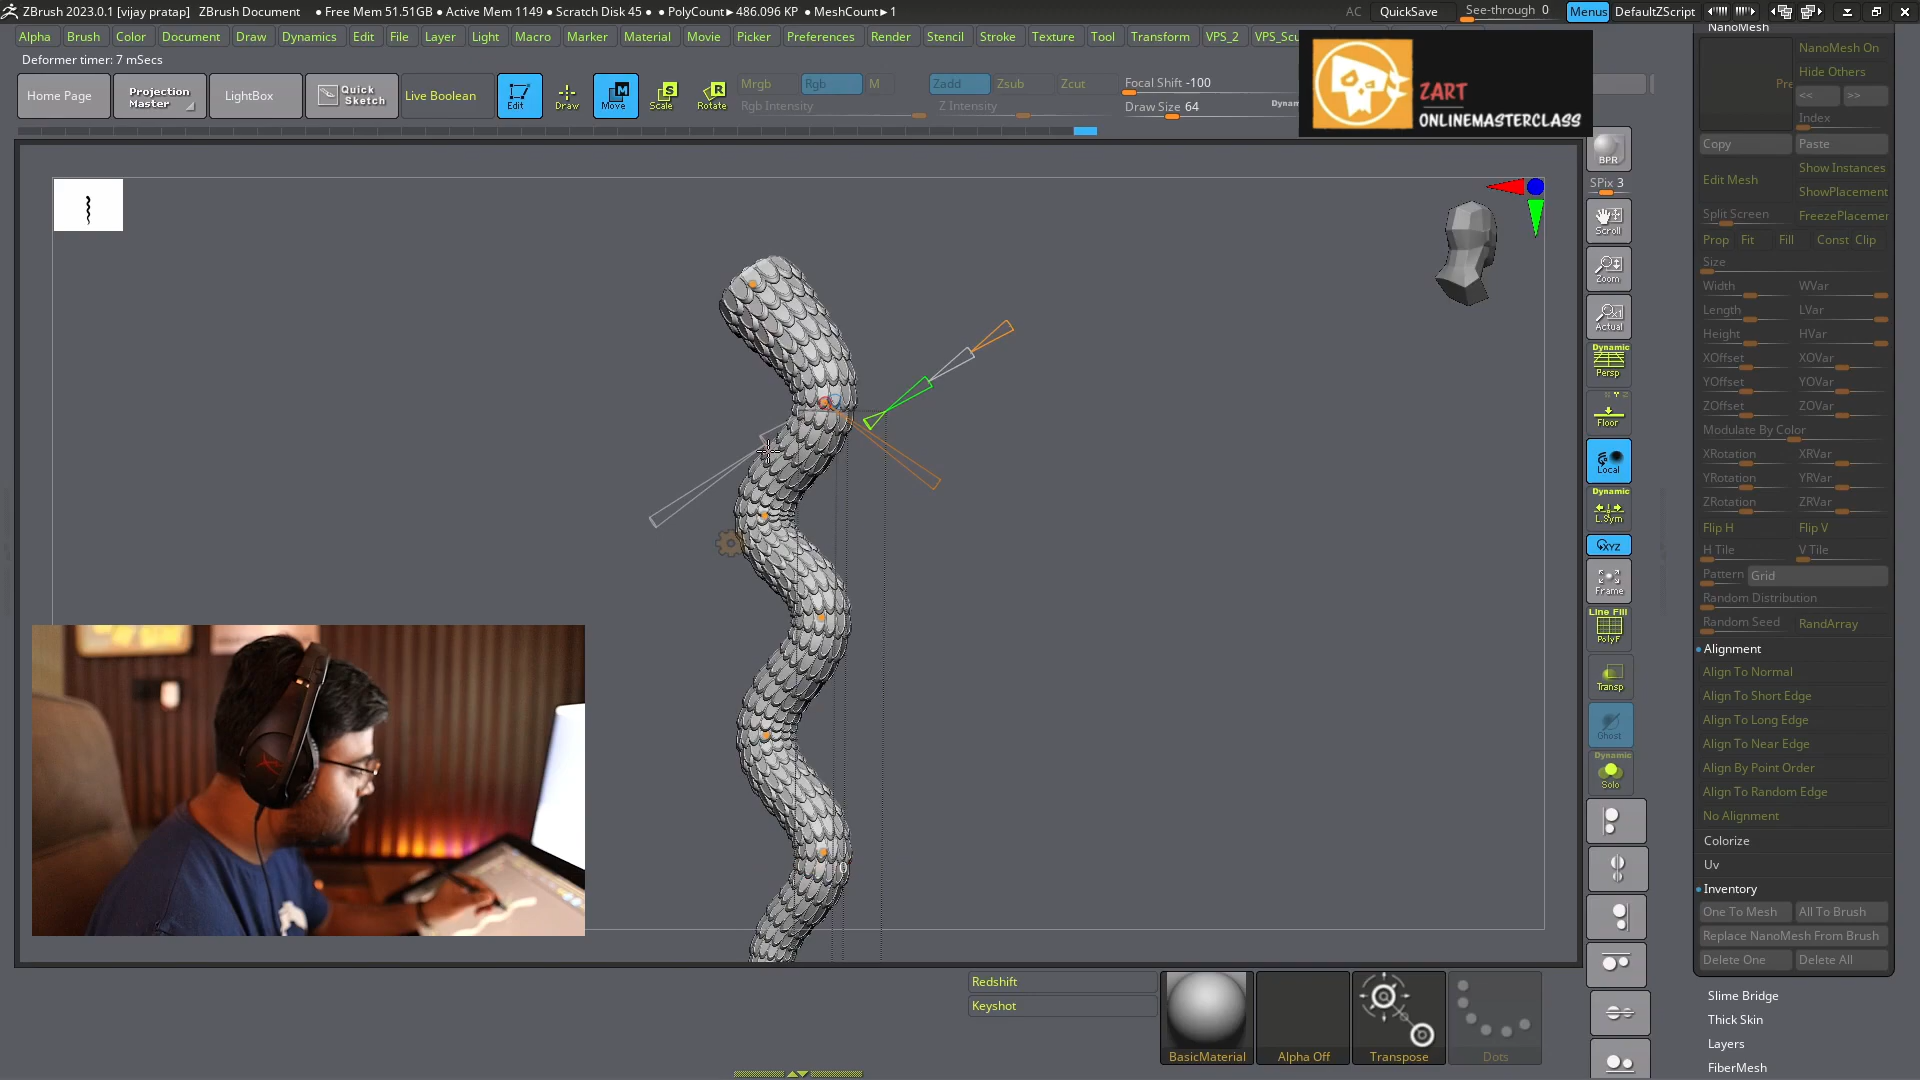 ZBrush 2023.0.1 [vijay pratap] ZBrush Document ● Free Mem 51.51GB ● Active Mem 1149 ● Scratch Disk 45 ● ● PolyCount► 486.096 KP ● MeshCount► 1 AC QuickSave See-through 0 Menus DefaultZScript
Alpha Brush Color Document Draw Dynamics Edit File Layer Light Macro Marker Material Movie Picker Preferences Render Stencil Stroke Texture Tool Transform VPS_2
Deformer timer: 7 mSecs
Home Page
Projection
Master
LightBox
Quick
Sketch
Live Boolean
Edit
Draw
Move
Scale
Rotate
Mrgb Rgb M Zadd Zsub Zcut
Rgb Intensity
Z Intensity
Focal Shift -100
Draw Size 64
ZART
ONLINEMASTERCLASS
BPR
SPix 3
Scroll
Zoom
Actual
Dynamic
Persp
Floor
Local
Dynamic
L.Sym
XYZ
Frame
Line Fill
PolyF
Transp
Ghost
Dynamic
Solo
NanoMesh
NanoMesh On
Hide Others
<< >>
Index
Copy Paste
Show Instances
Edit Mesh
ShowPlacement
Split Screen
Prop Fit Fill Const Clip
Size
Width WVar
Length LVar
Height HVar
XOffset XOVar
YOffset YOVar
ZOffset ZOVar
Modulate By Color
XRotation XRVar
YRotation YRVar
ZRotation ZRVar
Flip H Flip V
H Tile V Tile
Pattern Grid
Random Distribution
Random Seed RandArray
Alignment
Align To Normal
Align To Short Edge
Align To Long Edge
Align To Near Edge
Align By Point Order
Align To Random Edge
No Alignment
Colorize
Uv
Inventory
One To Mesh All To Brush
Replace NanoMesh From Brush
Delete One Delete All
Slime Bridge
Thick Skin
Layers
FiberMesh
Redshift
Keyshot
BasicMaterial
Alpha Off
Transpose
Dots